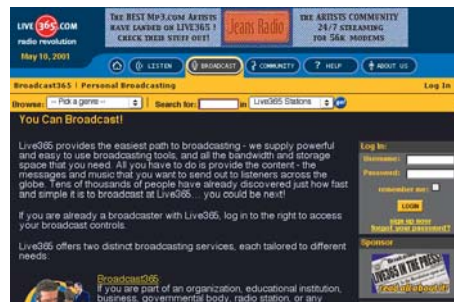 LIVE 365.COM
radio revolution
May 10, 2001
THE BEST MP3.COM ARTISTS
HAVE LANDED ON LIVE365 !
CHECK THEIR STUFF OUT!
Jeans Radio
THE ARTISTS COMMUNITY
24/7 STREAMING
FOR 56K MODEMS
LISTEN
BROADCAST
COMMUNITY
HELP
ABOUT US
Broadcast365 | Personal Broadcasting
Log In
Browse: -- Pick a genre --
Search for:
in Live365 Stations
go!
You Can Broadcast!
Live365 provides the easiest path to broadcasting - we supply powerful
and easy to use broadcasting tools, and all the bandwidth and storage
space that you need. All you have to do is provide the content - the
messages and music that you want to send out to listeners across the
globe. Tens of thousands of people have already discovered just how fast
and simple it is to broadcast at Live365... you could be next!
If you are already a broadcaster with Live365, log in to the right to access
your broadcast controls.
Live365 offers two distinct broadcasting services, each tailored to different
needs:
Broadcast365
If you are part of an organization, educational institution,
business, governmental body, radio station, or any
Log In:
Username:
Password:
remember me:
LOGIN
sign up now
forgot your password?
Sponsor
LIVE365 IN THE PRESS:
read all about it!